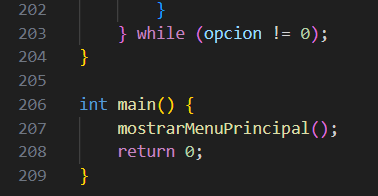 202             }
203         } while (opcion != 0);
204     }
205
206     int main() {
207         mostrarMenuPrincipal();
208         return 0;
209     }